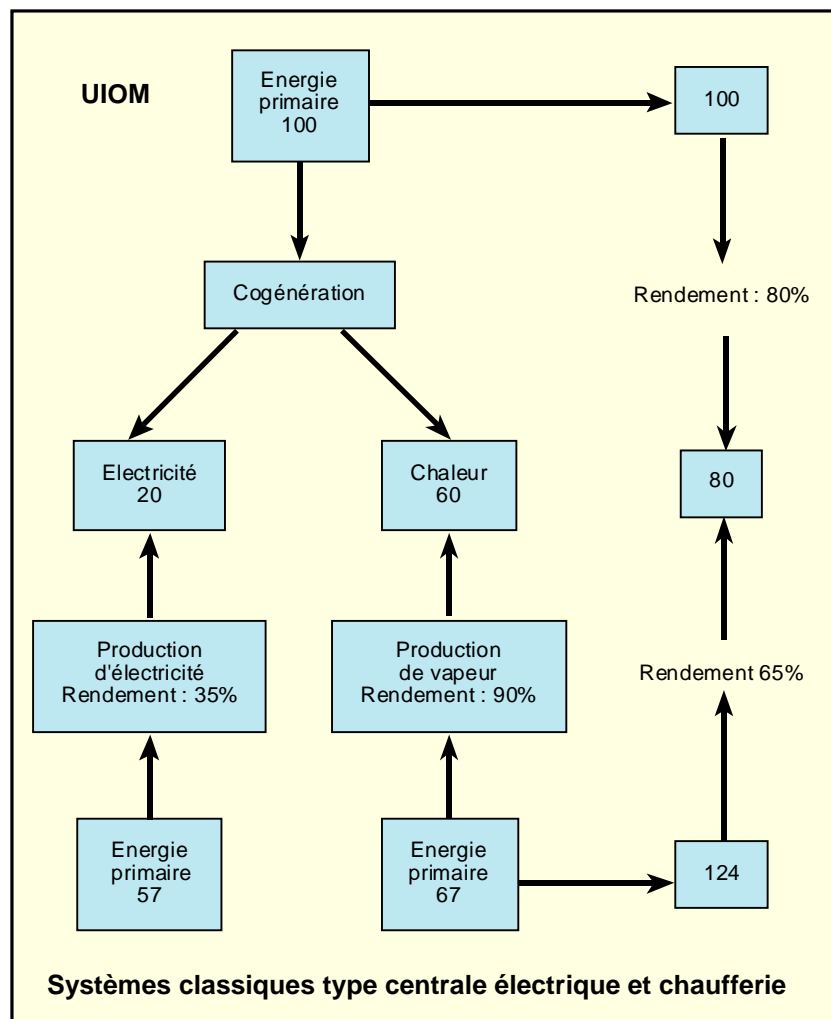 UIOM
Energie
primaire
100
100
Cogénération
Rendement : 80%
Electricité
20
Chaleur
60
80
Production
d'électricité
Rendement : 35%
Production
de vapeur
Rendement : 90%
Rendement 65%
Energie
primaire
57
Energie
primaire
67
124
Systèmes classiques type centrale électrique et chaufferie